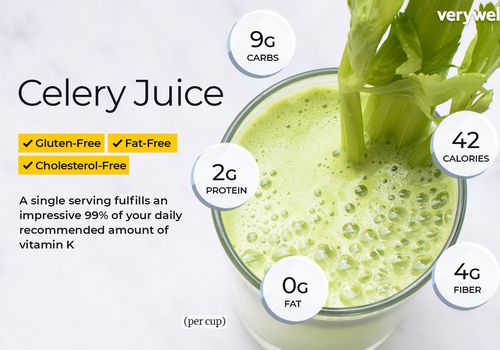 verywel
9G
CARBS
Celery Juice
Gluten-Free
Fat-Free
Cholesterol-Free
42
CALORIES
2G
PROTEIN
A single serving fulfills an
impressive 99% of your daily
recommended amount of
vitamin K
4G
FIBER
0G
FAT
(per cup)